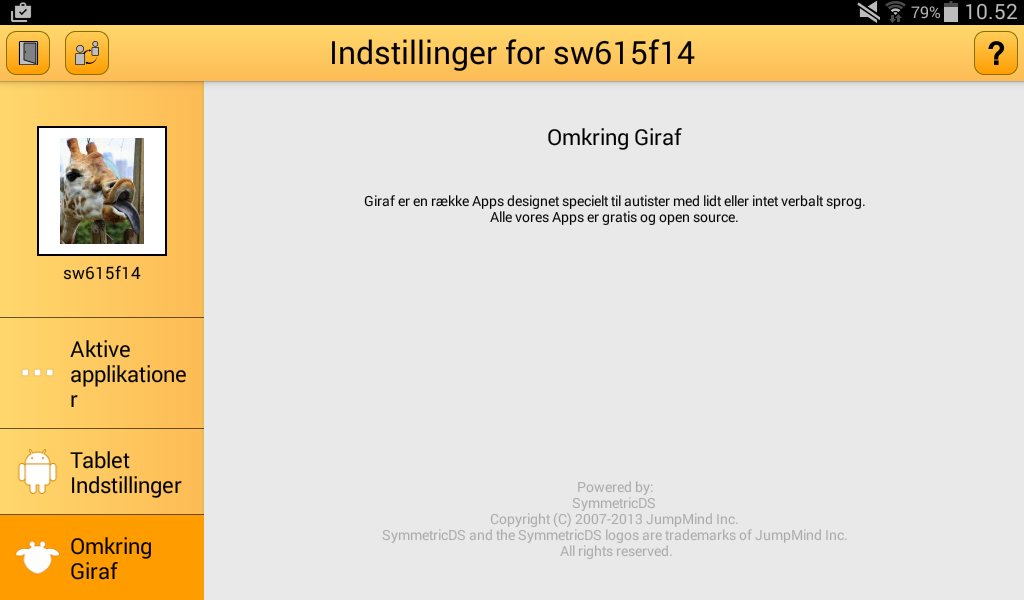 79% 10.52
Indstillinger for sw615f14
?
sw615f14
Aktive
applikatione
r
Tablet
Indstillinger
Omkring
Giraf
Omkring Giraf
Giraf er en række Apps designet specielt til autister med lidt eller intet verbalt sprog.
Alle vores Apps er gratis og open source.
Powered by:
SymmetricDS
Copyright (C) 2007-2013 JumpMind Inc.
SymmetricDS and the SymmetricDS logos are trademarks of JumpMind Inc.
All rights reserved.